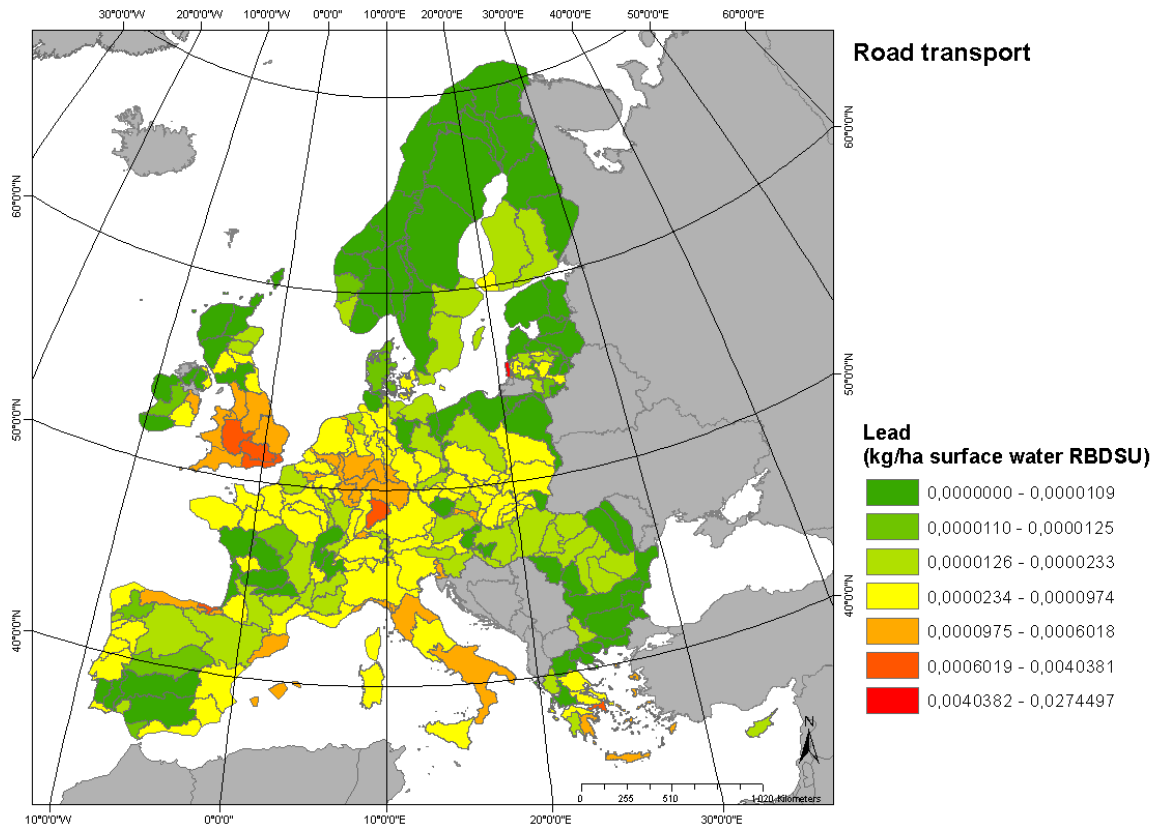 30°0'0"W 20°0'0"W 10°0'0"W 0°0'0" 10°0'0"E 20°0'0"E 30°0'0"E 40°0'0"E 50°0'0"E 60°0'0"E
Road transport
60°0'0"N
60°0'0"N
50°0'0"N
50°0'0"N
40°0'0"N
40°0'0"N
Lead
(kg/ha surface water RBDSU)
0,0000000 - 0,0000109
0,0000110 - 0,0000125
0,0000126 - 0,0000233
0,0000234 - 0,0000974
0,0000975 - 0,0006018
0,0006019 - 0,0040381
0,0040382 - 0,0274497
N
0 255 510 1.020 Kilometers
10°0'0"W 0°0'0"E 10°0'0"E 20°0'0"E 30°0'0"E